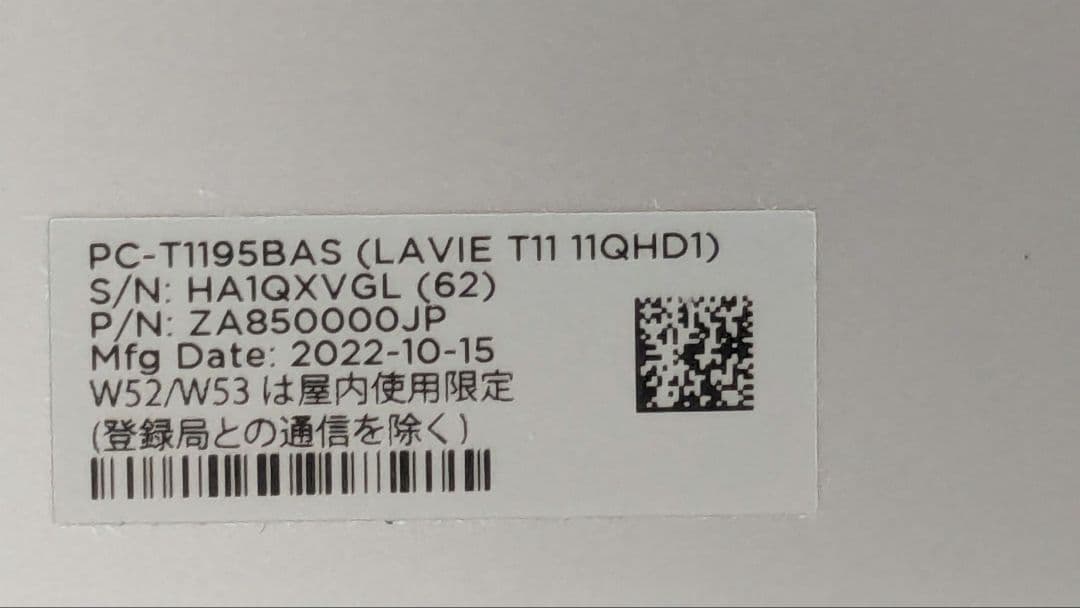 PC-T1195BAS (LAVIE T11 11QHD1)
S/N: HA1QXVGL (62)
P/N: ZA850000JP
Mfg Date: 2022-10-15
W52/W53 は屋内使用限定
(登録局との通信を除く)